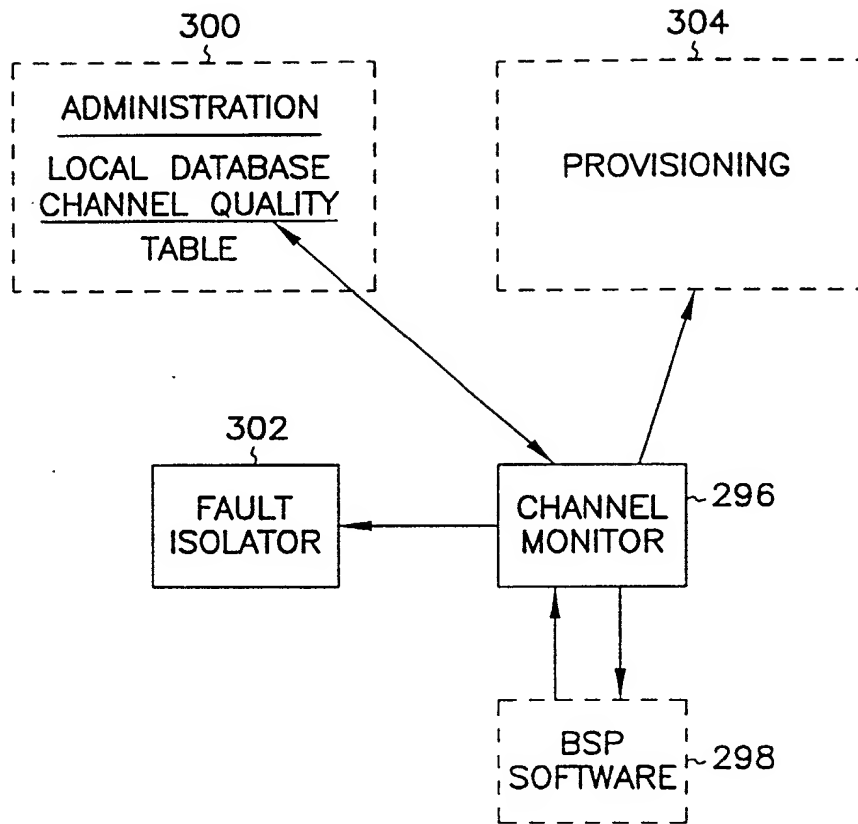 300
304
ADMINISTRATION
LOCAL DATABASE
CHANNEL QUALITY
TABLE
PROVISIONING
302
FAULT
ISOLATOR
CHANNEL
MONITOR
296
BSP
SOFTWARE
298